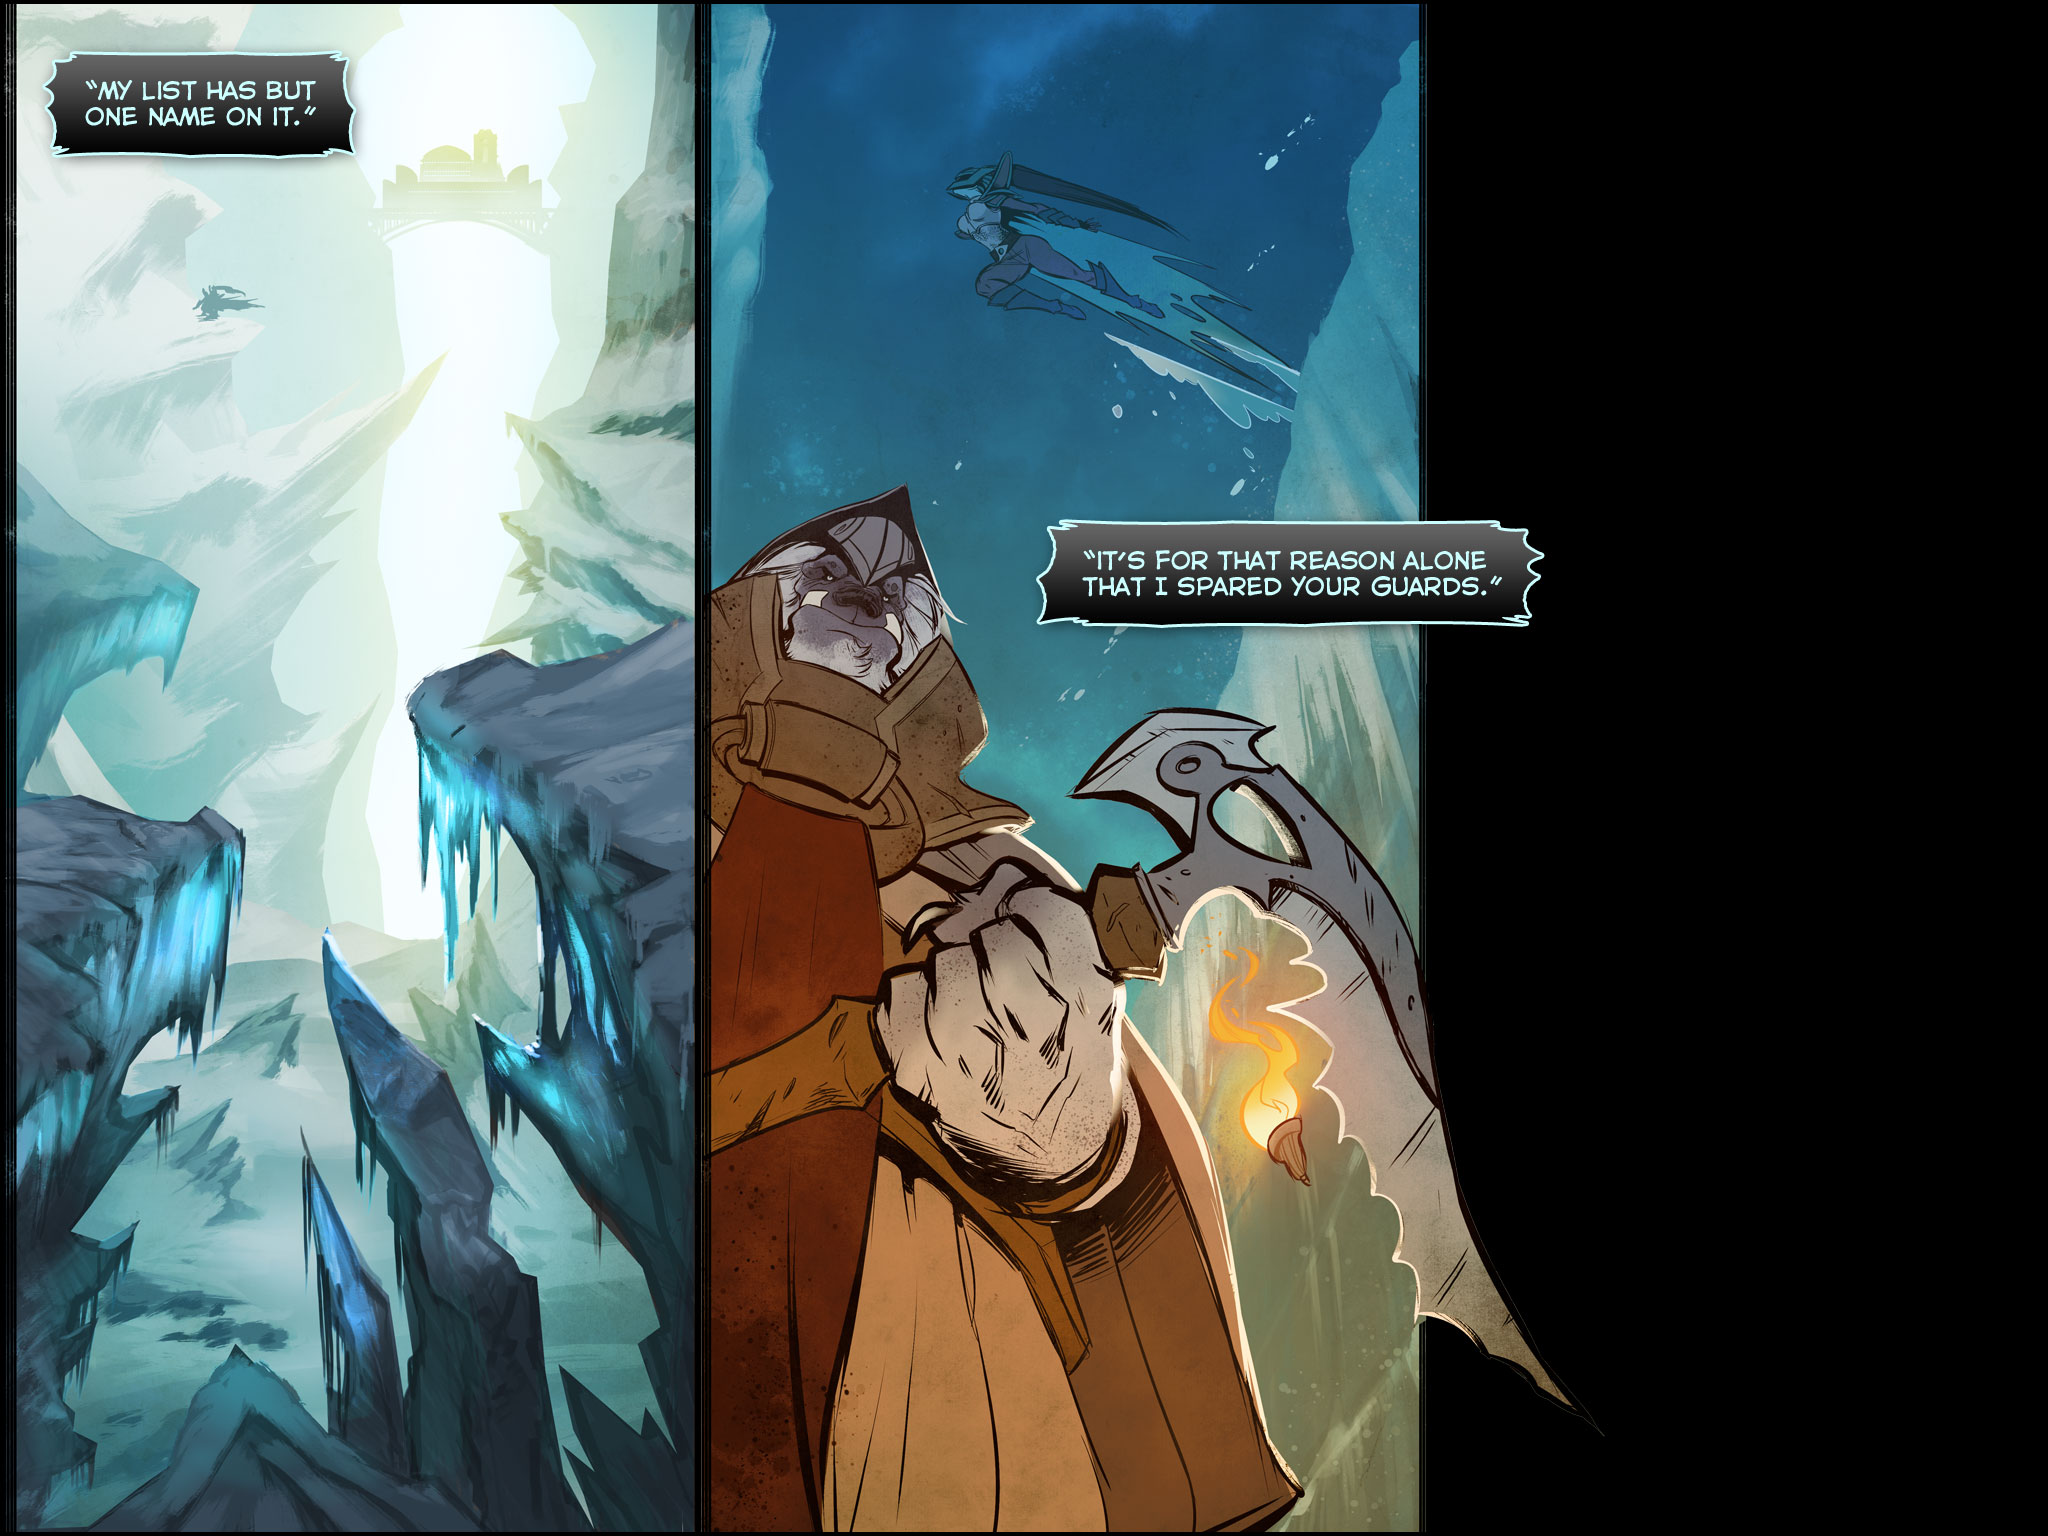 “MY LIST HAS BUT
ONE NAME ON IT.”
“IT'S FOR THAT REASON ALONE
THAT I SPARED YOUR GUARDS.”